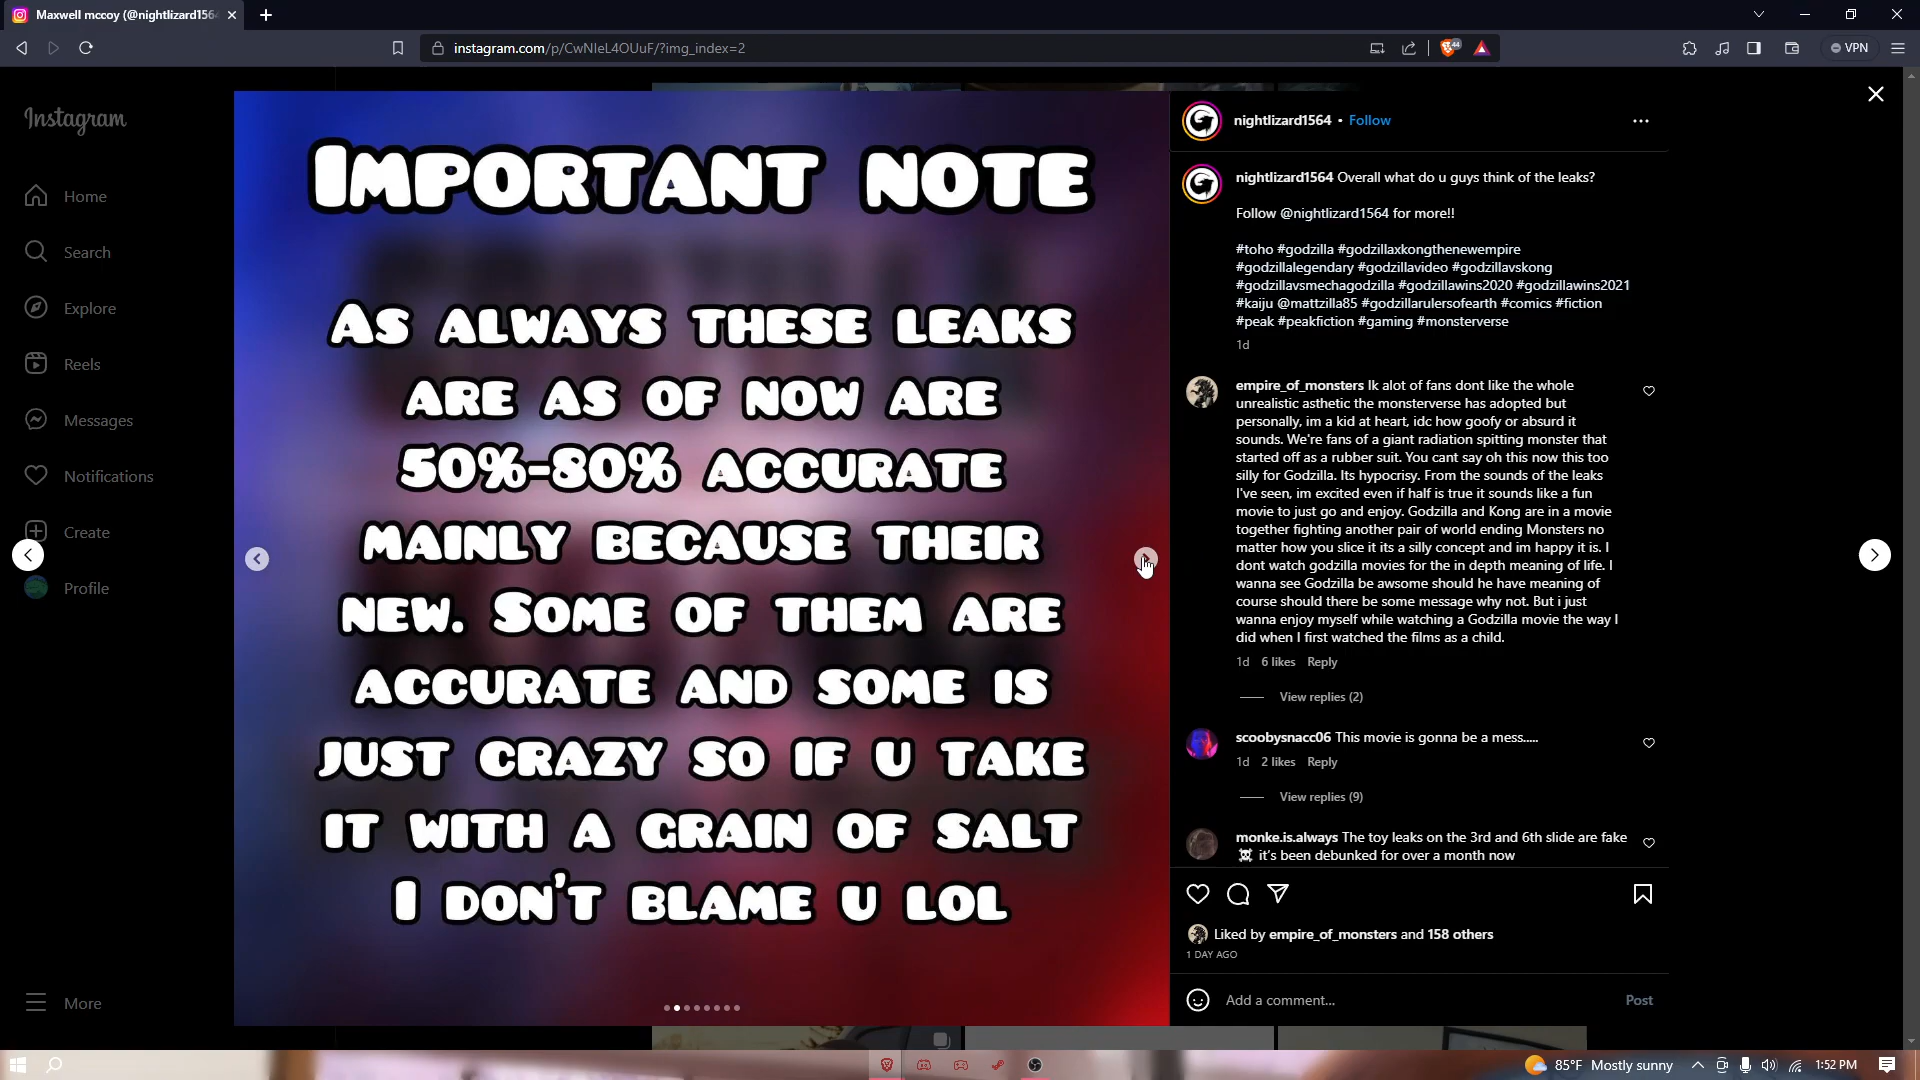 Maxwell mccoy (@nightlizard156
instagram.com/p/CwNIeL4OUuF/?img_index=2
44
VPN
Instagram
Home
Search
Explore
Reels
Messages
Notifications
Create
Profile
More
IMPORTANT NOTE
AS ALWAYS THESE LEAKS
ARE AS OF NOW ARE
50%-80% ACCURATE
MAINLY BECAUSE THEIR
NEW. SOME OF THEM ARE
ACCURATE AND SOME IS
JUST CRAZY SO IF U TAKE
IT WITH A GRAIN OF SALT
I DON'T BLAME U LOL
nightlizard1564 • Follow
nightlizard1564 Overall what do u guys think of the leaks?
Follow @nightlizard1564 for more!!
#toho #godzilla #godzillaxkongthenewempire
#godzillalegendary #godzillavideo #godzillavskong
#godzillavsmechagodzilla #godzillawins2020 #godzillawins2021
#kaiju @mattzilla85 #godzillarulersofearth #comics #fiction
#peak #peakfiction #gaming #monsterverse
1d
empire_of_monsters Ik alot of fans dont like the whole
unrealistic asthetic the monsterverse has adopted but
personally, im a kid at heart, idc how goofy or absurd it
sounds. We're fans of a giant radiation spitting monster that
started off as a rubber suit. You cant say oh this now this too
silly for Godzilla. Its hypocrisy. From the sounds of the leaks
I've seen, im excited even if half is true it sounds like a fun
movie to just go and enjoy. Godzilla and Kong are in a movie
together fighting another pair of world ending Monsters no
matter how you slice it its a silly concept and im happy it is. I
dont watch godzilla movies for the in depth meaning of life. I
wanna see Godzilla be awsome should he have meaning of
course should there be some message why not. But i just
wanna enjoy myself while watching a Godzilla movie the way I
did when I first watched the films as a child.
1d 6 likes Reply
View replies (2)
scoobysnacc06 This movie is gonna be a mess.....
1d 2 likes Reply
View replies (9)
monke.is.always The toy leaks on the 3rd and 6th slide are fake
☠️ it's been debunked for over a month now
Liked by empire_of_monsters and 158 others
1 DAY AGO
Add a comment...
Post
85°F Mostly sunny
1:52 PM